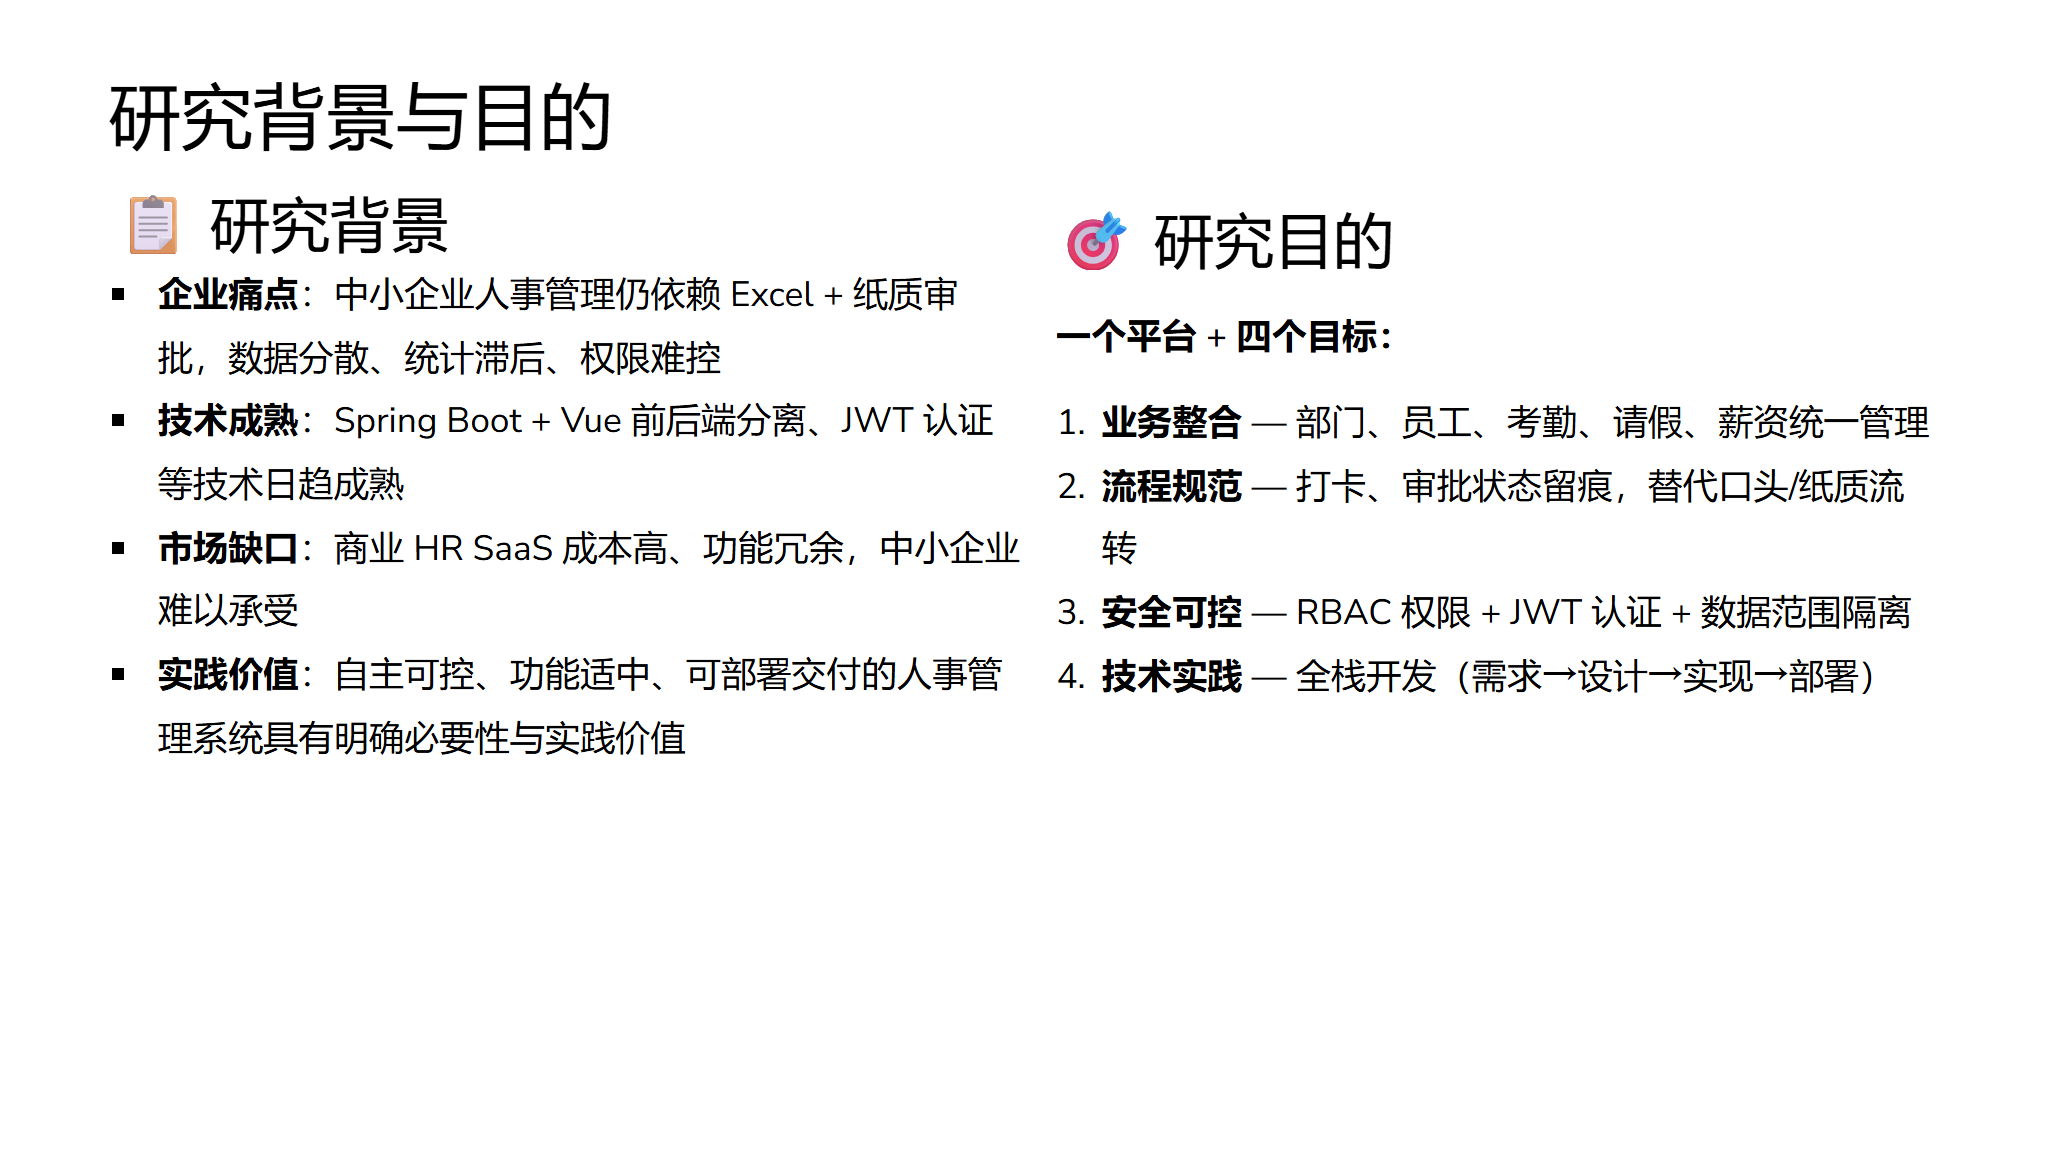 研究背景与目的
研究背景
企业痛点：中小企业人事管理仍依赖 Excel + 纸质审
批，数据分散、统计滞后、权限难控
技术成熟：Spring Boot + Vue 前后端分离、JWT 认证
等技术日趋成熟
市场缺口：商业 HR SaaS 成本高、功能冗余，中小企业
难以承受
实践价值：自主可控、功能适中、可部署交付的人事管
理系统具有明确必要性与实践价值
研究目的
一个平台 + 四个目标：
1. 业务整合 — 部门、员工、考勤、请假、薪资统一管理
2. 流程规范 — 打卡、审批状态留痕，替代口头/纸质流
转
3. 安全可控 — RBAC 权限 + JWT 认证 + 数据范围隔离
4. 技术实践 — 全栈开发（需求→设计→实现→部署）